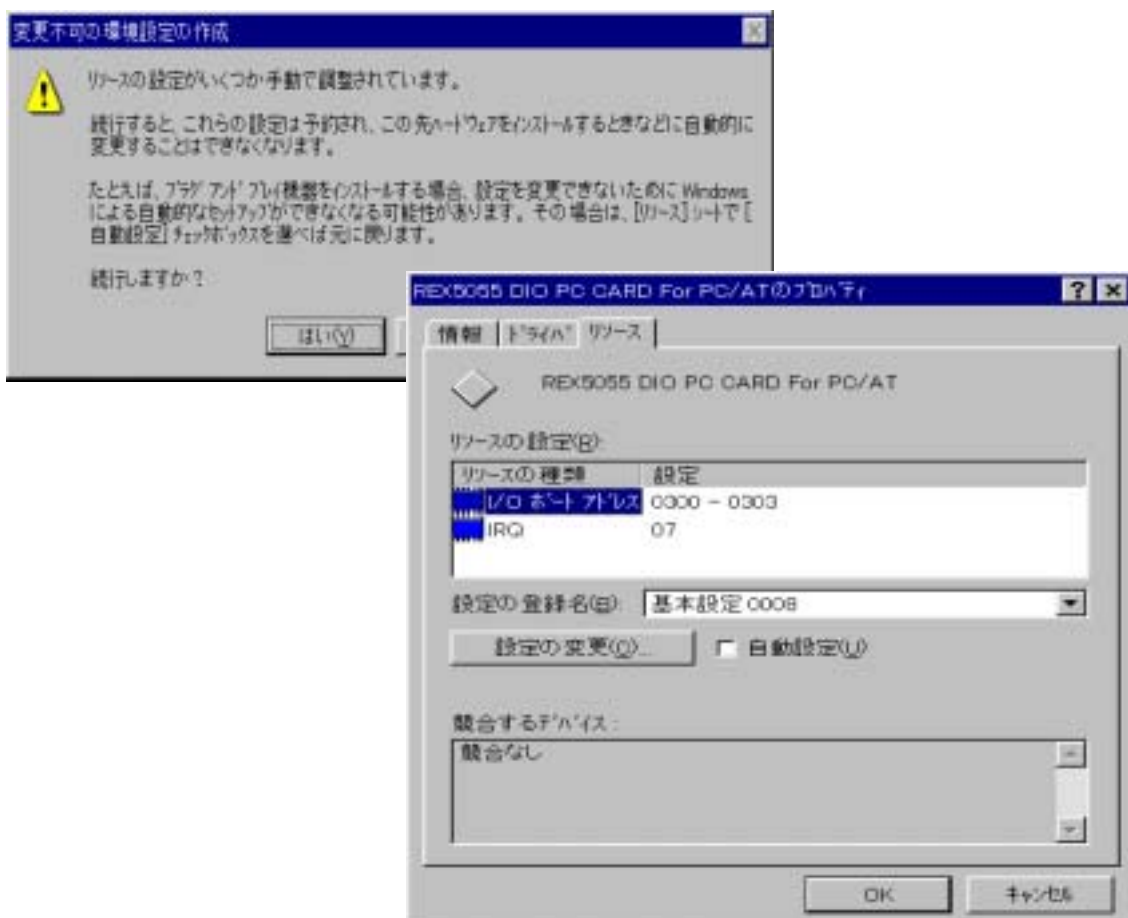 変更不可の環境設定の作成
リソースの設定がいくつか手動で調整されています。
続行すると、これらの設定は予約され、この先ハードウェアをインストールするときなどに自動的に
変更することはできなくなります。
たとえば、プラグ アンド プレイ機器をインストールする場合、設定を変更できないために Windows
による自動的なセットアップができなくなる可能性があります。その場合は、[リソース] シートで [
自動設定] チェックボックスを選べば元に戻ります。
続行しますか?
はい(Y)
REX5055 DIO PC CARD For PC/ATのプロパティ
情報
ドライバ
リソース
REX5055 DIO PC CARD For PC/AT
リソースの設定(R):
リソースの種類 設定
I/O ポート アドレス 0300 - 0303
IRQ 07
設定の登録名(B): 基本設定 0008
設定の変更(C)...
自動設定(U)
競合するデバイス:
競合なし
OK
キャンセル